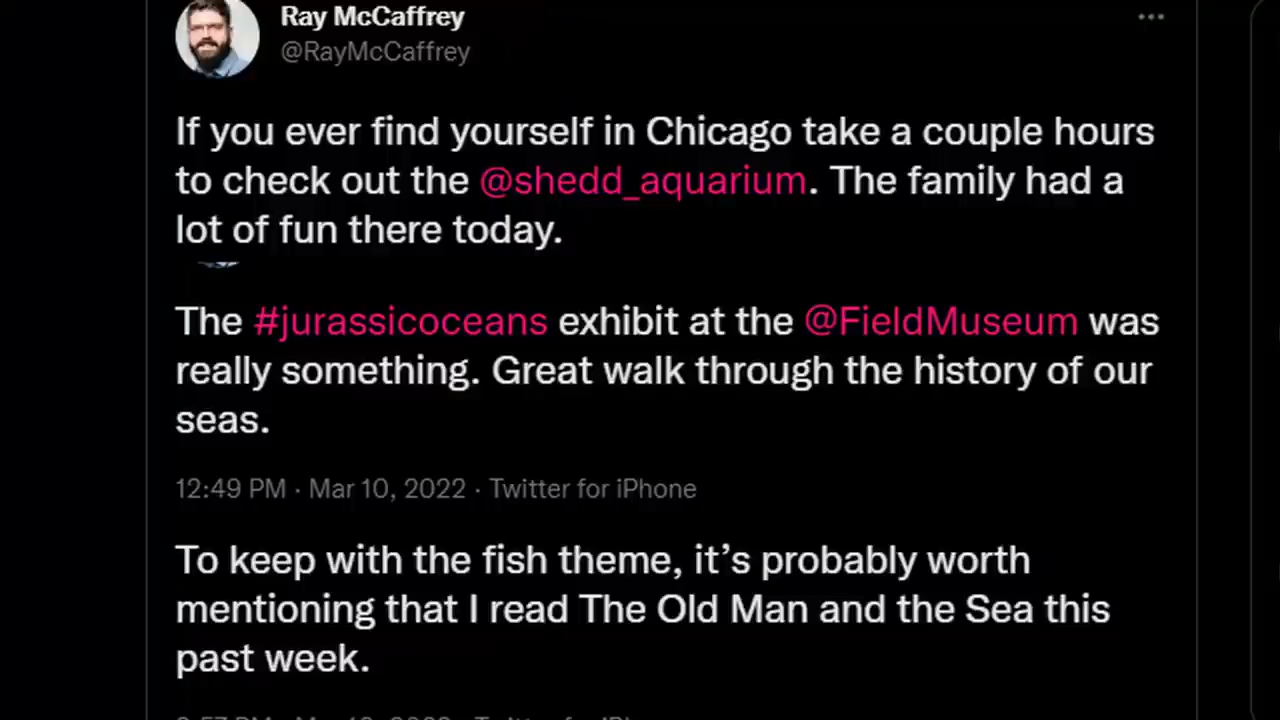 Ray McCaffrey
@RayMcCaffrey
If you ever find yourself in Chicago take a couple hours
to check out the @shedd_aquarium. The family had a
lot of fun there today.
The #jurassicoceans exhibit at the @FieldMuseum was
really something. Great walk through the history of our
seas.
12:49 PM · Mar 10, 2022 · Twitter for iPhone
To keep with the fish theme, it’s probably worth
mentioning that I read The Old Man and the Sea this
past week.